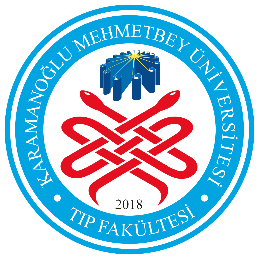 KARAMANOĞLU MEHMETBEY ÜNİVERSİTESİ
2018
TIP FAKÜLTESİ